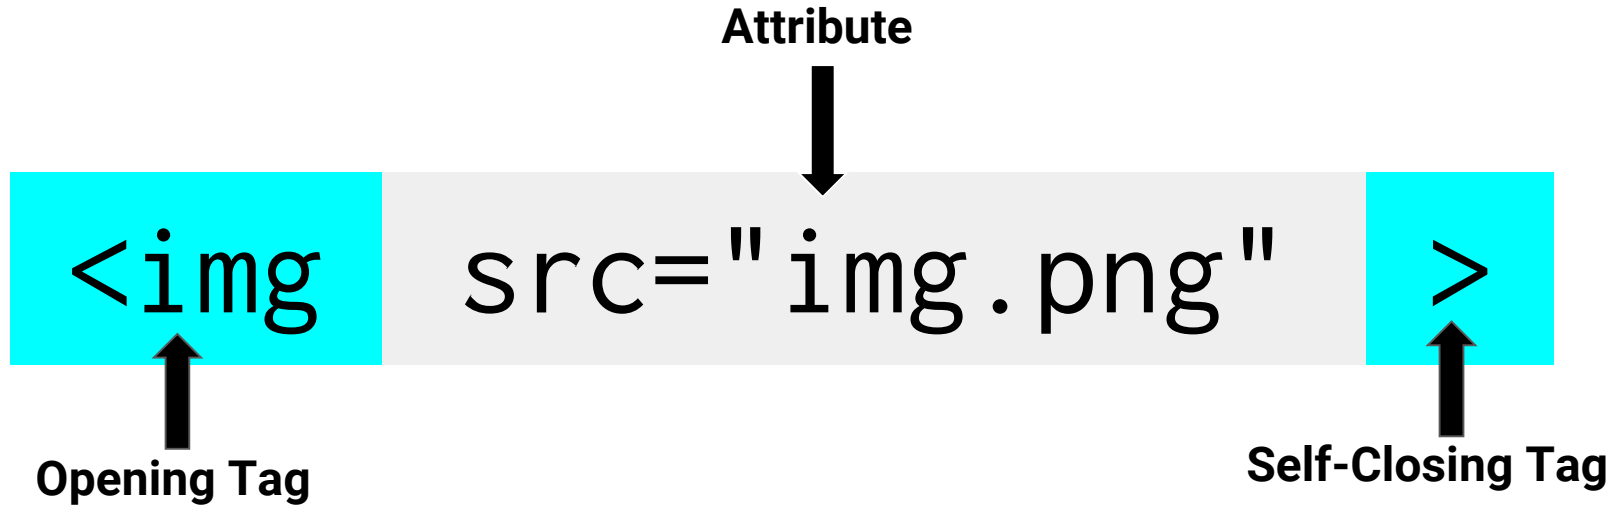 Attribute
<img src="img.png" >
Opening Tag
Self-Closing Tag